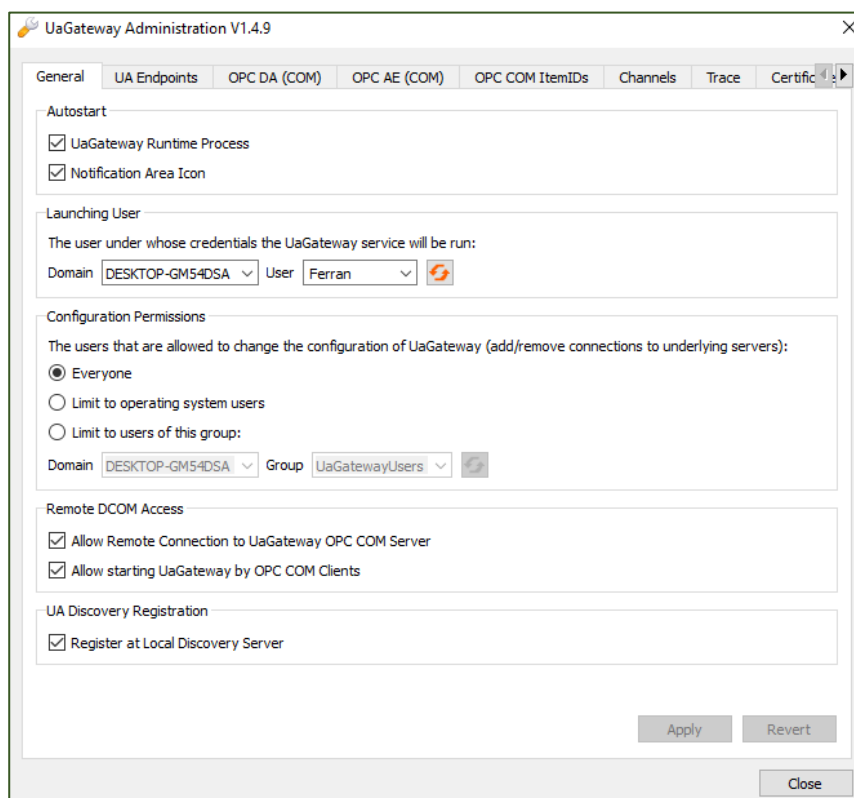 UaGateway Administration V1.4.9
General UA Endpoints OPC DA (COM) OPC AE (COM) OPC COM ItemIDs Channels Trace Certific
Autostart
UaGateway Runtime Process
Notification Area Icon
Launching User
The user under whose credentials the UaGateway service will be run:
Domain DESKTOP-GM54DSA User Ferran
Configuration Permissions
The users that are allowed to change the configuration of UaGateway (add/remove connections to underlying servers):
Everyone
Limit to operating system users
Limit to users of this group:
Domain DESKTOP-GM54DSA Group UaGatewayUsers
Remote DCOM Access
Allow Remote Connection to UaGateway OPC COM Server
Allow starting UaGateway by OPC COM Clients
UA Discovery Registration
Register at Local Discovery Server
Apply Revert
Close